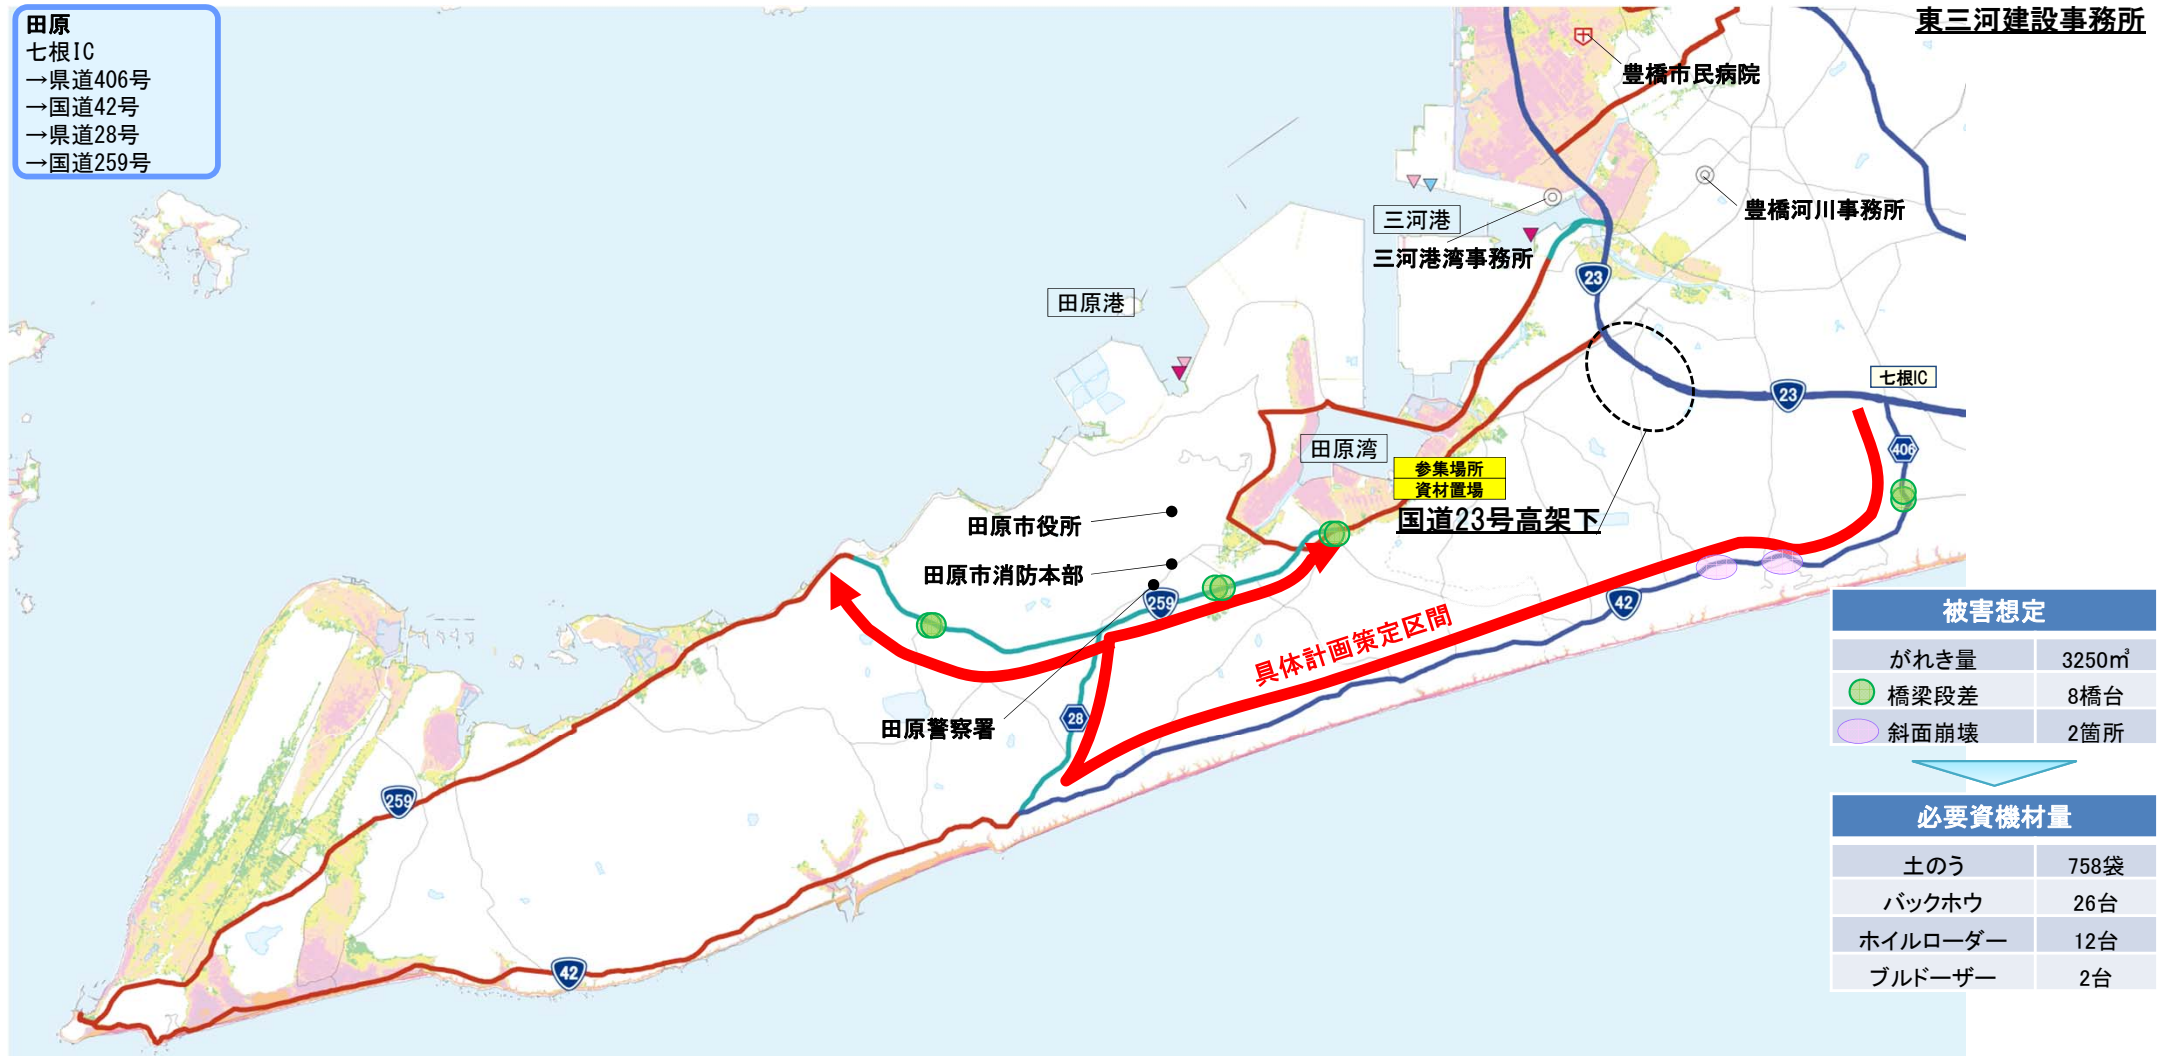 田原
七根IC
→県道406号
→国道42号
→県道28号
→国道259号
東三河建設事務所
豊橋市民病院
豊橋河川事務所
三河港
三河港湾事務所
田原港
23
七根IC
23
406
田原湾
参集場所
資材置場
国道23号高架下
田原市役所
田原市消防本部
259
42
具体計画策定区間
28
田原警察署
259
42
被害想定
がれき量 3250㎥
橋梁段差 8橋台
斜面崩壊 2箇所
必要資機材量
土のう 758袋
バックホウ 26台
ホイルローダー 12台
ブルドーザー 2台